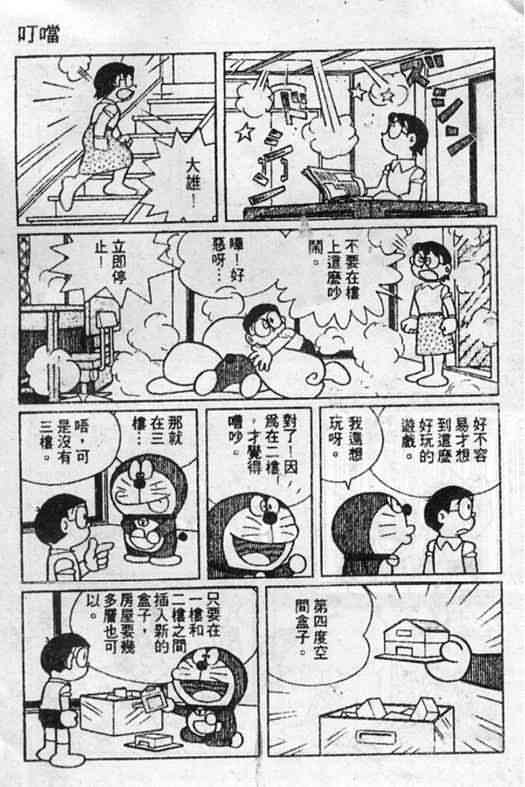 叮噹
大雄！
不要在樓
上這麼吵
鬧。
嘩！好
惡呀…
立即停
止！
好不容
易才想
到這麼
好玩的
遊戲。
我還想
玩呀。
對了！因
爲在二樓
，才覺得
嘈吵。
那就
在三
樓…
唔，可
是沒有
三樓。
第四度空
間盒子。
只要在
一樓和
二樓之間
插入新的
盒子，
房屋要幾
多層也可
以。